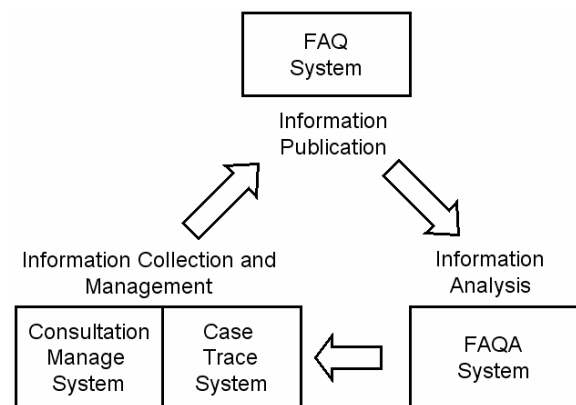 FAQ
System
Information
Publication
Information Collection and
Management
Information
Analysis
Consultation
Manage
System
Case
Trace
System
FAQA
System